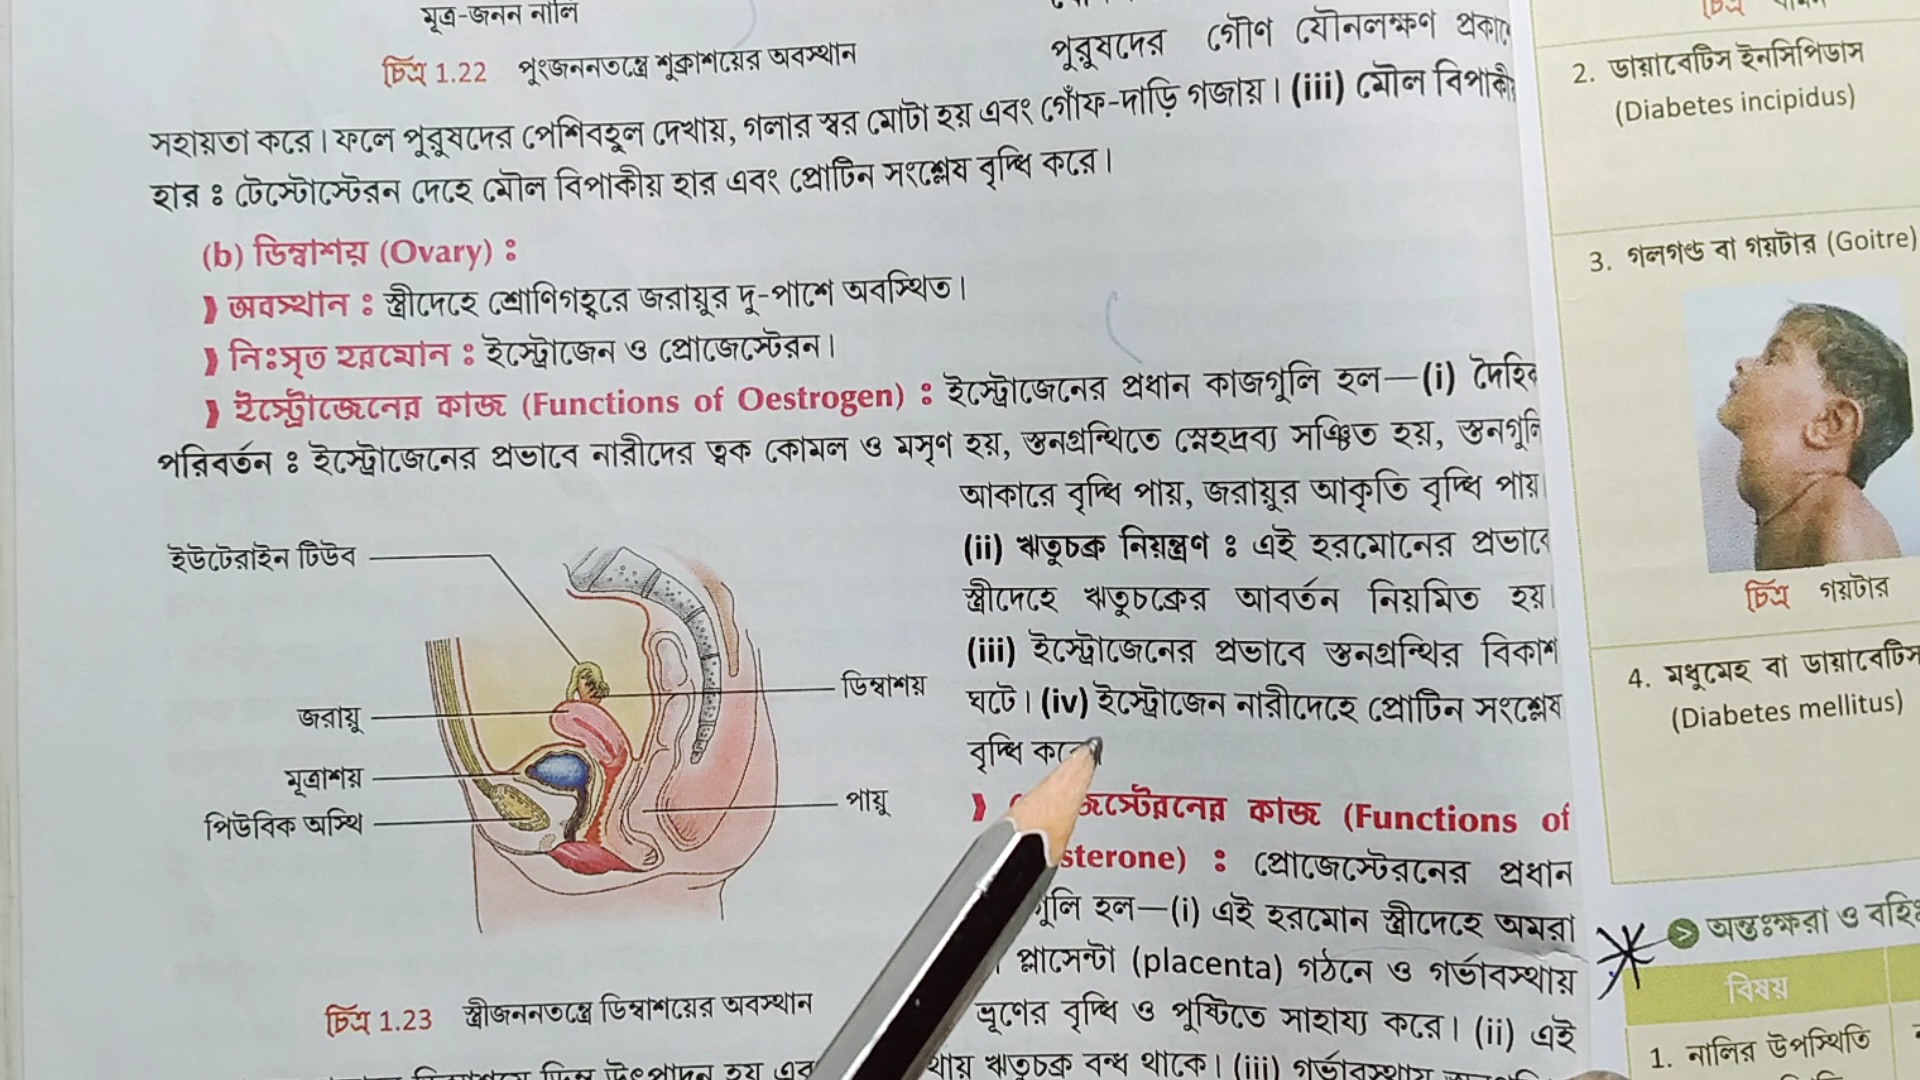 মূত্র-জনন নালি
চিত্র 1.22 পুংজননতন্ত্রে শুক্রাশয়ের অবস্থান
পুরুষদের গৌণ যৌনলক্ষণ
সহায়তা করে। ফলে পুরুষদের পেশিবহুল দেখায়, গলার স্বর মোটা হয় এবং গোঁফ-দাড়ি গজায়। (iii) মৌল
হার ঃ টেস্টোস্টেরন দেহে মৌল বিপাকীয় হার এবং প্রোটিন সংশ্লেষ বৃদ্ধি করে।
(b) ডিম্বাশয় (Ovary) ঃ
❫ অবস্থান ঃ স্ত্রীদেহে শ্রোণিগহ্বরে জরায়ুর দু-পাশে অবস্থিত।
❫ নিঃসৃত হরমোন ঃ ইস্ট্রোজেন ও প্রোজেস্টেরন।
❫ ইস্ট্রোজেনের কাজ (Functions of Oestrogen) ঃ ইস্ট্রোজেনের প্রধান কাজগুলি হল—(i) দৈহিক
পরিবর্তন ঃ ইস্ট্রোজেনের প্রভাবে নারীদের ত্বক কোমল ও মসৃণ হয়, স্তনগ্রন্থিতে স্নেহদ্রব্য সঞ্চিত হয়, স্তনগুলি
আকারে বৃদ্ধি পায়, জরায়ুর আকৃতি বৃদ্ধি পায়
(ii) ঋতুচক্র নিয়ন্ত্রণ ঃ এই হরমোনের প্রভাবে
স্ত্রীদেহে ঋতুচক্রের আবর্তন নিয়মিত হয়।
(iii) ইস্ট্রোজেনের প্রভাবে স্তনগ্রন্থির বিকাশ
ঘটে। (iv) ইস্ট্রোজেন নারীদেহে প্রোটিন সংশ্লেষ
বৃদ্ধি
কাজ (Functions of
ঃ প্রোজেস্টেরনের প্রধান
হল—(i) এই হরমোন স্ত্রীদেহে অমরা
প্লাসেন্টা (placenta) গঠনে ও গর্ভাবস্থায়
ভ্রূণের বৃদ্ধি ও পুষ্টিতে সাহায্য করে। (ii) এই
ঋতুচক্র বন্ধ থাকে। (iii) গর্ভাবস্থায়
ইউটেরাইন টিউব
ডিম্বাশয়
জরায়ু
মূত্রাশয়
পায়ু
পিউবিক অস্থি
চিত্র 1.23 স্ত্রীজননতন্ত্রে ডিম্বাশয়ের অবস্থান
2. ডায়াবেটিস ইনসিপিডাস
(Diabetes incipidus)
3. গলগণ্ড বা গয়টার (Goitre)
চিত্র গয়টার
4. মধুমেহ বা ডায়াবেটিস
(Diabetes mellitus)
অন্তঃক্ষরা ও
বিষয়
1. নালির উপস্থিতি